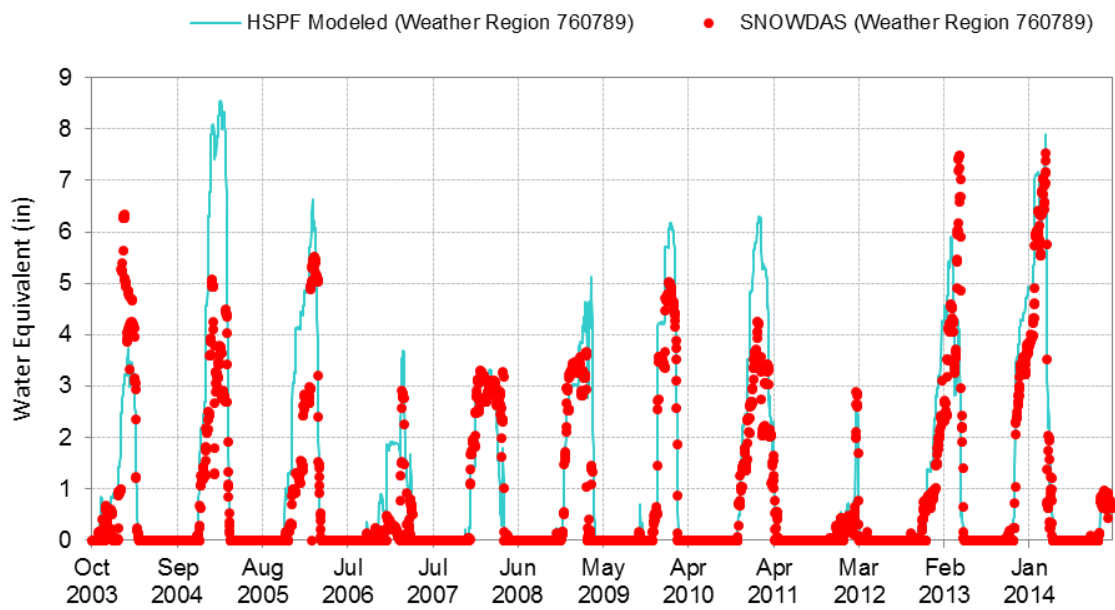 HSPF Modeled (Weather Region 760789) SNOWDAS (Weather Region 760789)
Water Equivalent (in)
9
8
7
6
5
4
3
2
1
0
Oct Sep Aug Jul Jul Jun May Apr Apr Mar Feb Jan
2003 2004 2005 2006 2007 2008 2009 2010 2011 2012 2013 2014